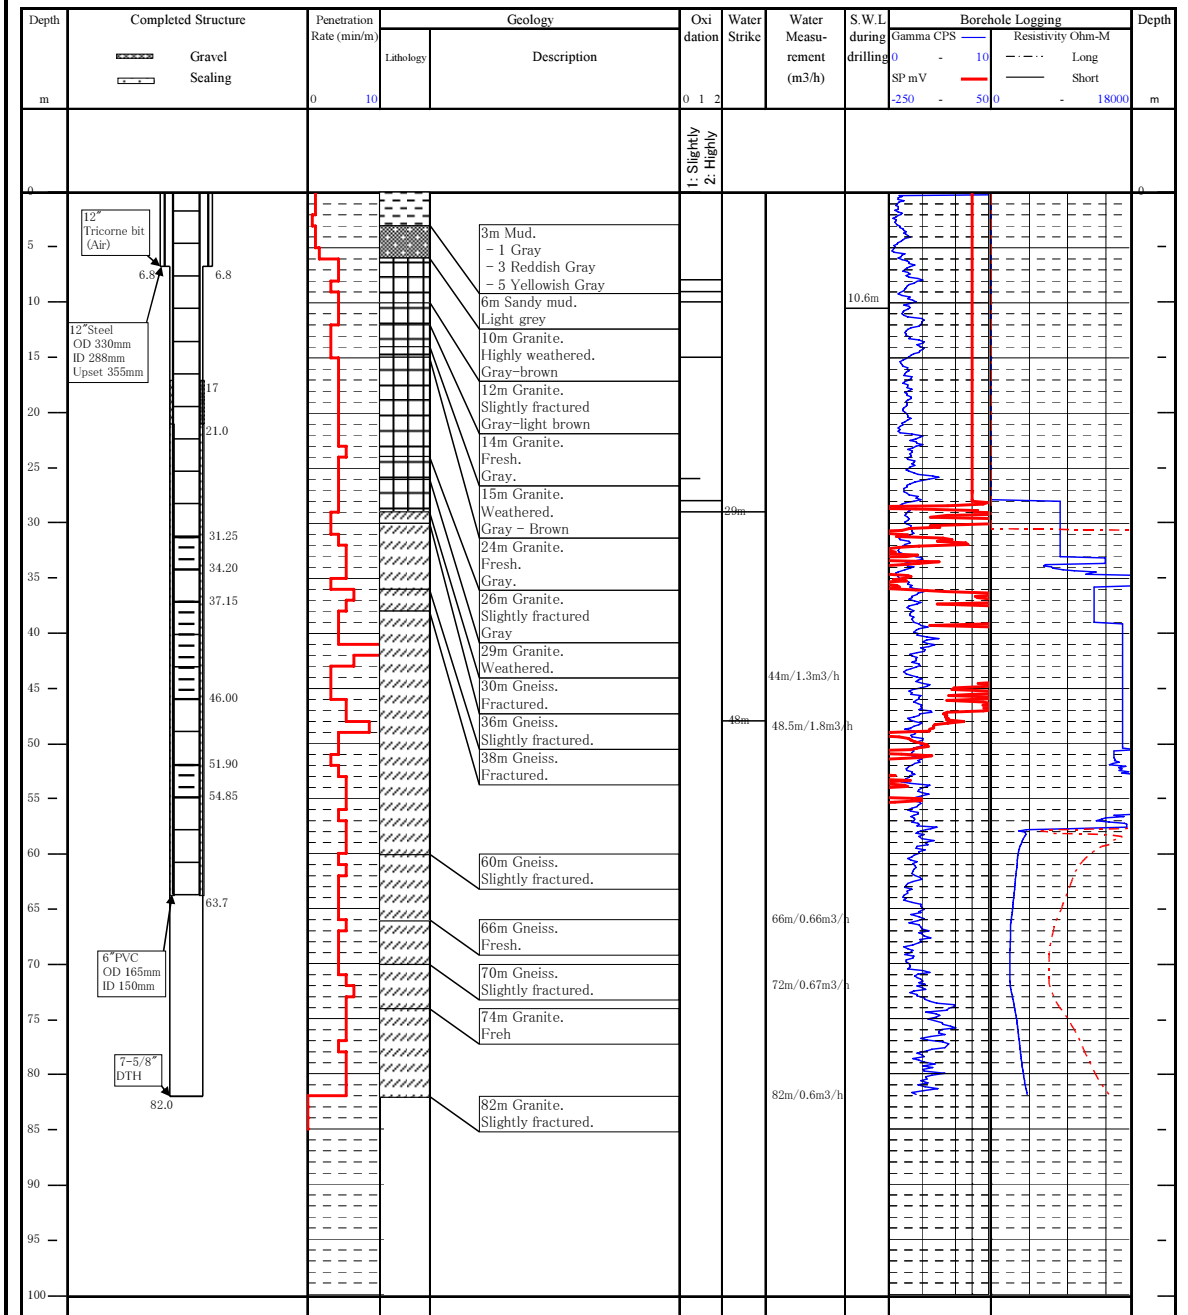 Depth
Completed Structure
Penetration
Rate (min/m)
Geology
Oxi
dation
Water
Strike
Water
Measu-
rement
(m3/h)
S.W.L
during
drilling
Borehole Logging
Depth
Gravel
Sealing
Lithology
Description
Gamma CPS
0 - 10
SP mV
-250 - 50
Resistivity Ohm-M
Long
Short
0 - 18000
m
0 10
0 1 2
m
1: Slightly
2: Highly
0
0
5
10
15
20
25
30
35
40
45
50
55
60
65
70
75
80
85
90
95
100
12"
Tricorne bit
(Air)
6.8
6.8
12"Steel
OD 330mm
ID 288mm
Upset 355mm
17
21.0
31.25
34.20
37.15
46.00
51.90
54.85
63.7
6"PVC
OD 165mm
ID 150mm
7-5/8"
DTH
82.0
3m Mud.
- 1 Gray
- 3 Reddish Gray
- 5 Yellowish Gray
6m Sandy mud.
Light grey
10m Granite.
Highly weathered.
Gray-brown
12m Granite.
Slightly fractured
Gray-light brown
14m Granite.
Fresh.
Gray.
15m Granite.
Weathered.
Gray - Brown
24m Granite.
Fresh.
Gray.
26m Granite.
Slightly fractured
Gray
29m Granite.
Weathered.
30m Gneiss.
Fractured.
36m Gneiss.
Slightly fractured.
38m Gneiss.
Fractured.
60m Gneiss.
Slightly fractured.
66m Gneiss.
Fresh.
70m Gneiss.
Slightly fractured.
74m Granite.
Freh
82m Granite.
Slightly fractured.
29m
48m
44m/1.3m3/h
48.5m/1.8m3/h
66m/0.66m3/h
72m/0.67m3/h
82m/0.6m3/h
10.6m